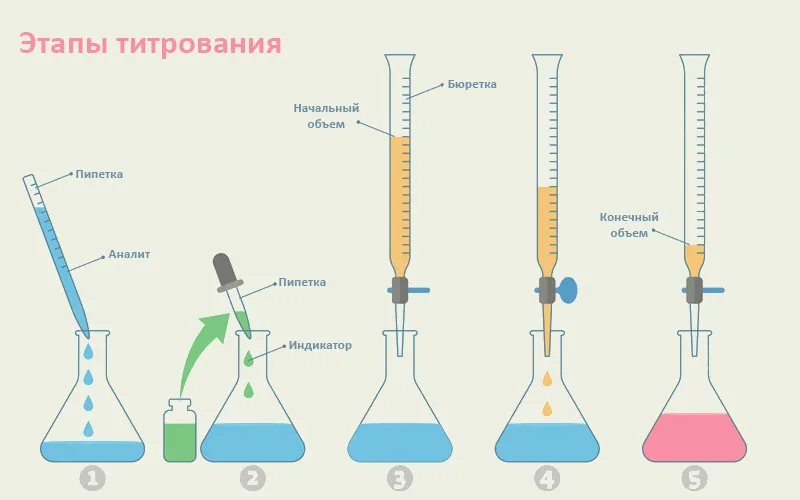 Этапы титрования
Пипетка
Аналит
Пипетка
Индикатор
Начальный
объем
Бюретка
Конечный
объем
1
2
3
4
5